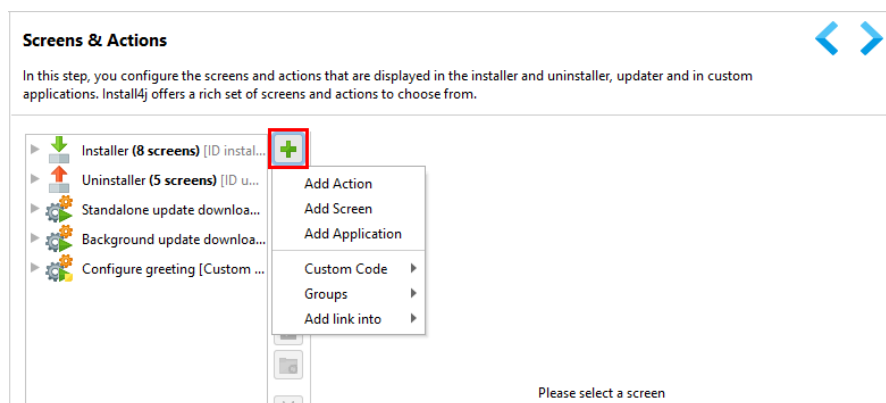 Screens & Actions
In this step, you configure the screens and actions that are displayed in the installer and uninstaller, updater and in custom
applications. Install4j offers a rich set of screens and actions to choose from.
Installer (8 screens) [ID instal...
Uninstaller (5 screens) [ID u...
Standalone update downloa...
Background update downloa...
Configure greeting [Custom ...
Add Action
Add Screen
Add Application
Custom Code
Groups
Add link into
Please select a screen